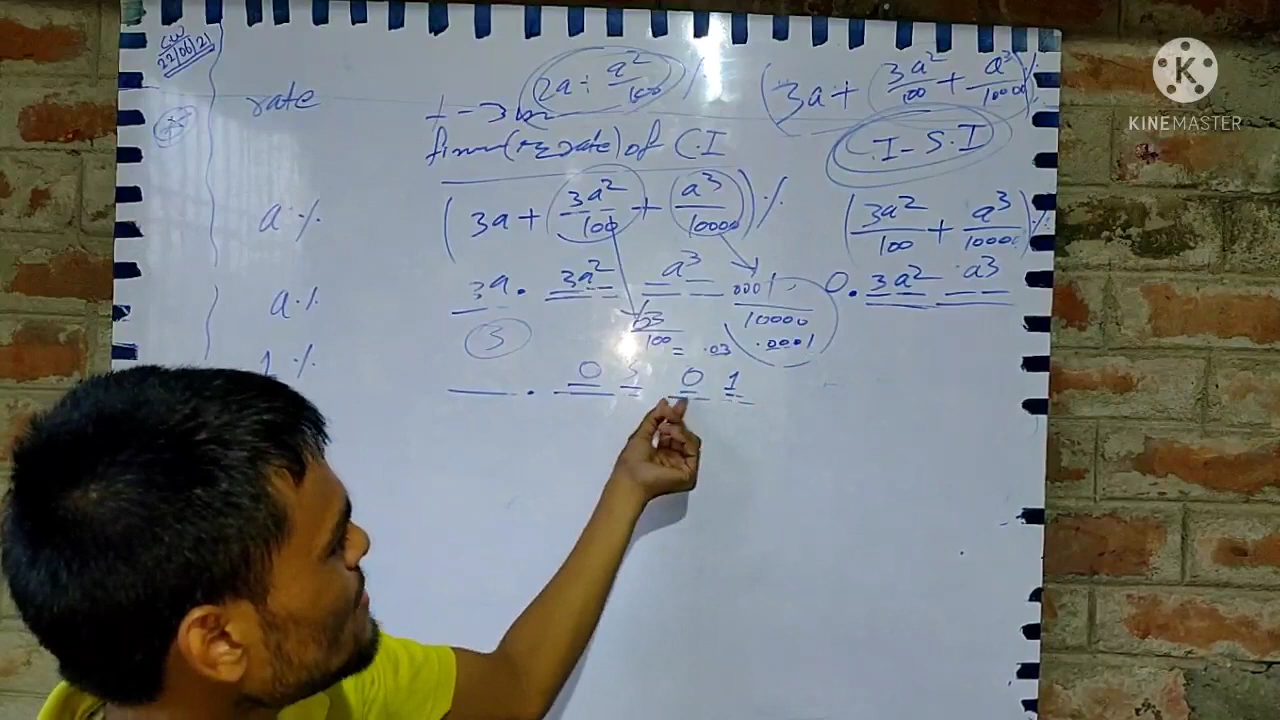 C.W
22/06/21
rate
t - 3
(2a + a²/100)%
(3a + 3a²/100 + a³/10000)%
(rate) of C.I
C.I - S.I
a%
(3a + 3a²/100 + a³/10000)%
(3a²/100 + a³/10000)%
a%
3a . 3a² a³
0001/10000
.0001
0. 3a² a³
3
03/100 = .03
1%
. 0 3 0 1
K
KINEMASTER